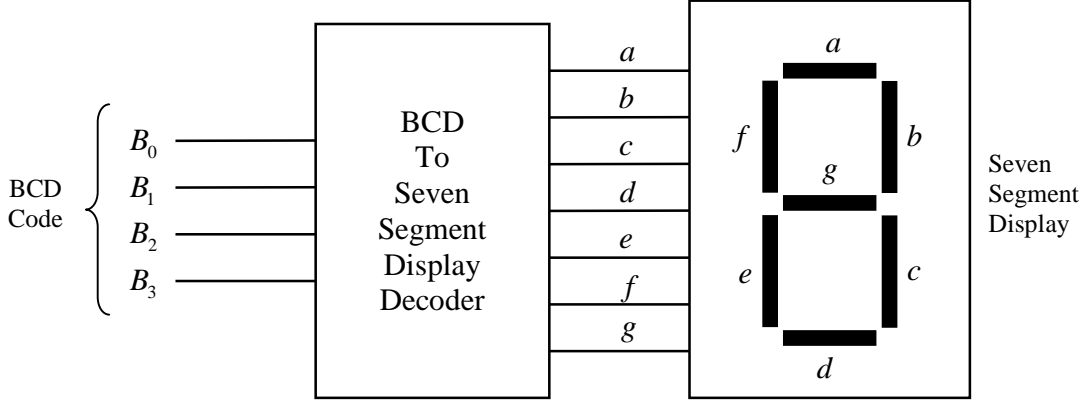 BCD
Code
B₀
B₁
B₂
B₃
BCD
To
Seven
Segment
Display
Decoder
a
b
c
d
e
f
g
a
f
b
g
e
c
d
Seven
Segment
Display